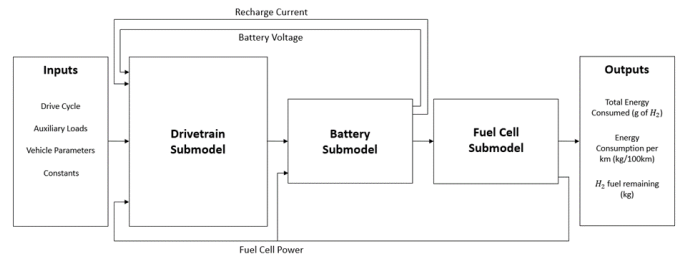 Recharge Current
Battery Voltage
Inputs
Drive Cycle
Auxiliary Loads
Vehicle Parameters
Constants
Drivetrain
Submodel
Battery
Submodel
Fuel Cell
Submodel
Outputs
Total Energy
Consumed (g of H₂)
Energy
Consumption per
km (kg/100km)
H₂ fuel remaining
(kg)
Fuel Cell Power